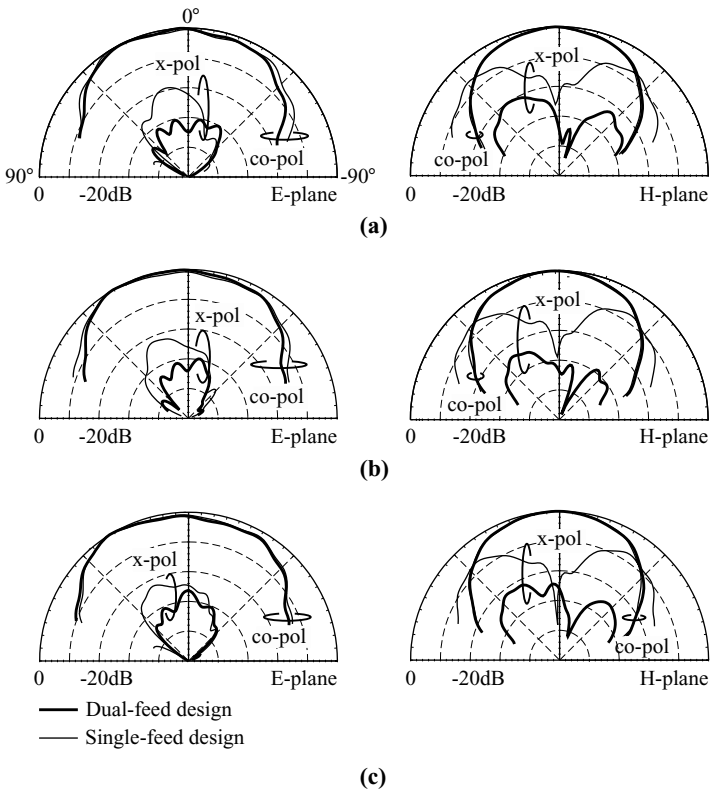 0°
x-pol
x-pol
co-pol
co-pol
90°
-90°
0 -20dB E-plane
0 -20dB H-plane
(a)
x-pol
x-pol
co-pol
co-pol
0 -20dB E-plane
0 -20dB H-plane
(b)
x-pol
x-pol
co-pol
co-pol
0 -20dB E-plane
0 -20dB H-plane
Dual-feed design
Single-feed design
(c)